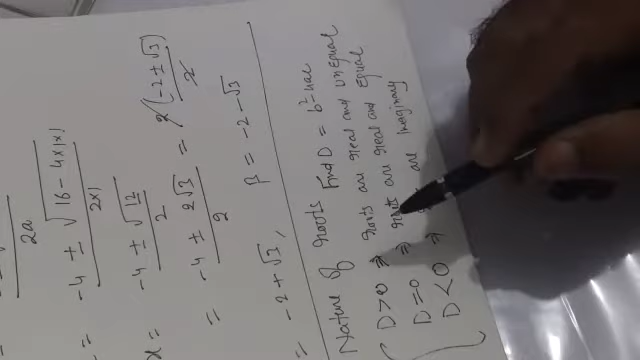 2a
= -4 ± √16 - 4×1×1
2×1
x = -4 ± √12
2
= -4 ± 2√3
2
= 2(-2 ± √3)
2
= -2 + √3, β = -2 - √3
Nature of roots Find D = b²-4ac
D>0 ⇒ roots are real and unequal
D=0 ⇒ roots are real and equal
D<0 ⇒ are imaginary